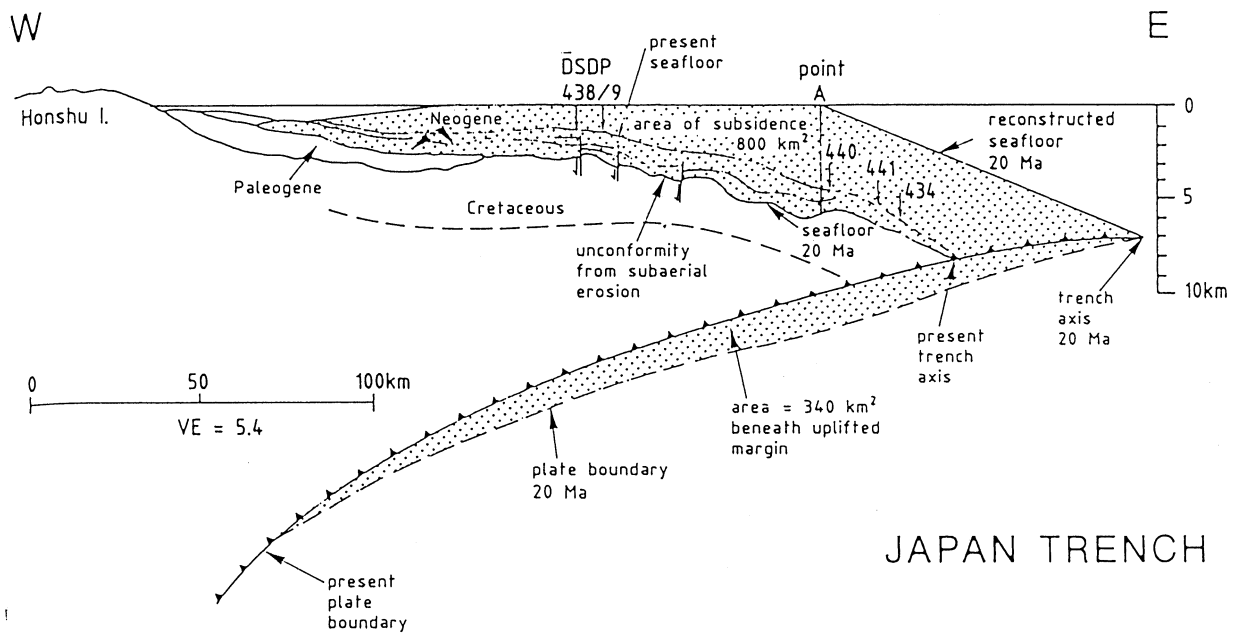 W
E
present
seafloor
DSDP
438/9
point
A
0
Honshu I.
Neogene
area of subsidence
800 km²
reconstructed
seafloor
20 Ma
440
441
434
5
Paleogene
Cretaceous
seafloor
20 Ma
unconformity
from subaerial
erosion
10km
trench
axis
20 Ma
present
trench
axis
0
50
100km
VE = 5.4
area = 340 km²
beneath uplifted
margin
plate boundary
20 Ma
JAPAN TRENCH
present
plate
boundary